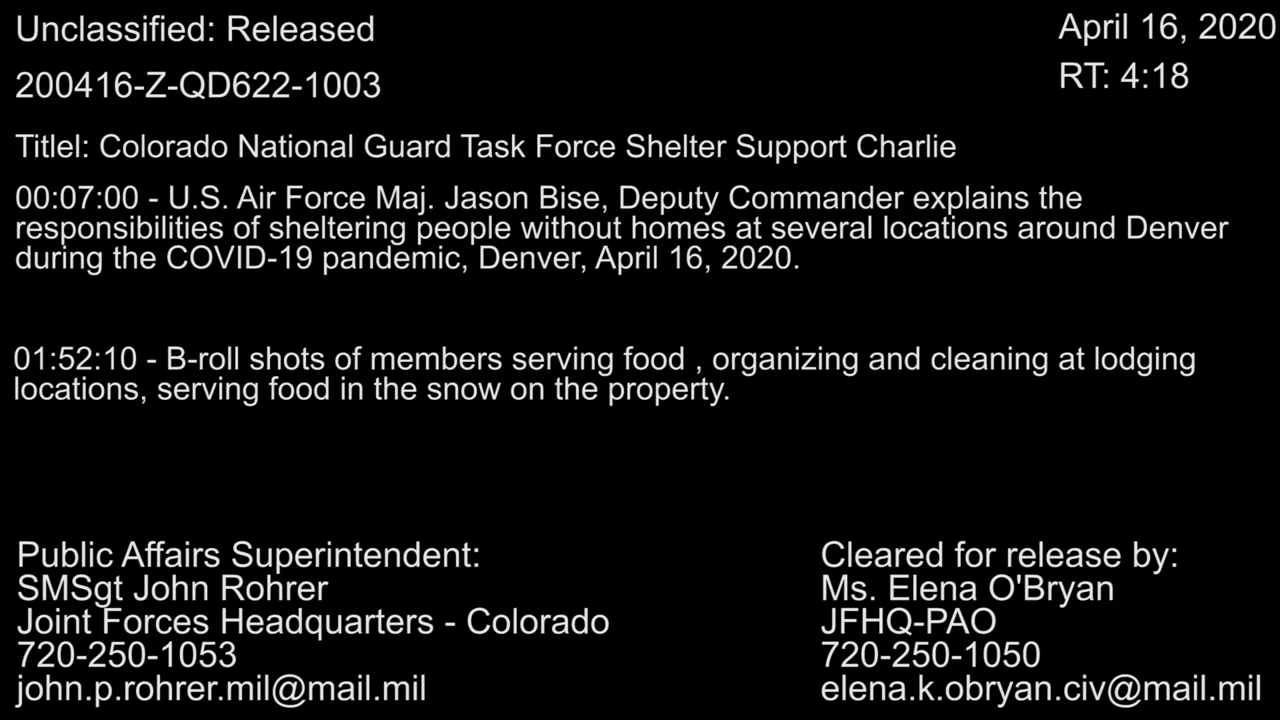 Unclassified: Released
April 16, 2020
200416-Z-QD622-1003
RT: 4:18
Titlel: Colorado National Guard Task Force Shelter Support Charlie
00:07:00 - U.S. Air Force Maj. Jason Bise, Deputy Commander explains the
responsibilities of sheltering people without homes at several locations around Denver
during the COVID-19 pandemic, Denver, April 16, 2020.
01:52:10 - B-roll shots of members serving food , organizing and cleaning at lodging
locations, serving food in the snow on the property.
Public Affairs Superintendent:
SMSgt John Rohrer
Joint Forces Headquarters - Colorado
720-250-1053
john.p.rohrer.mil@mail.mil
Cleared for release by:
Ms. Elena O'Bryan
JFHQ-PAO
720-250-1050
elena.k.obryan.civ@mail.mil